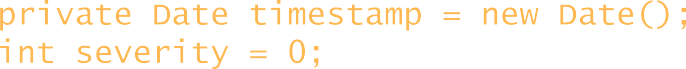 private Date timestamp = new Date();
int severity = 0;